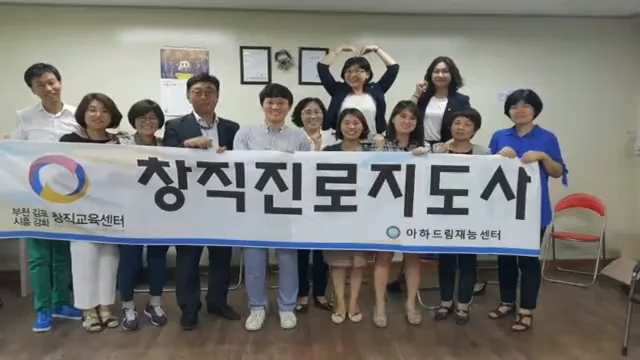 창직진로지도사
부천 김포
시흥 강화 창직교육센터
아하드림재능센터